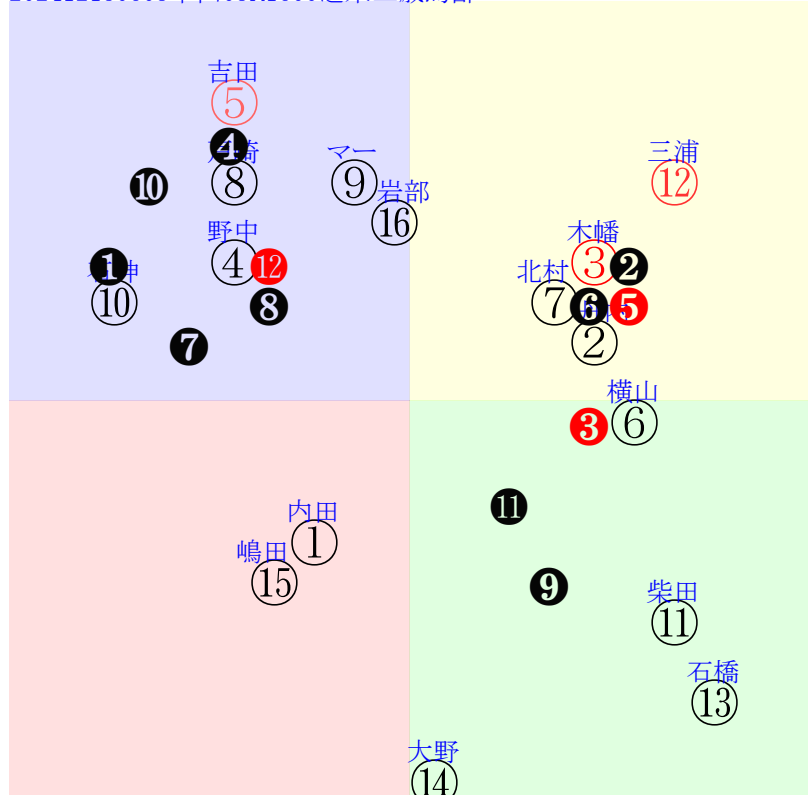 吉田
⑤
❹
⑧
マー
⑨
三浦
⑫
❿
岩部
⑯
野中
④
⓬
木幡
③
❷
❶
⑩
❽
北村
⑦
❻
❺
②
❼
横山
⑥
❸
⓫
内田
①
嶋田
⑮
❾
柴田
⑪
石橋
⑬
大野
⑭